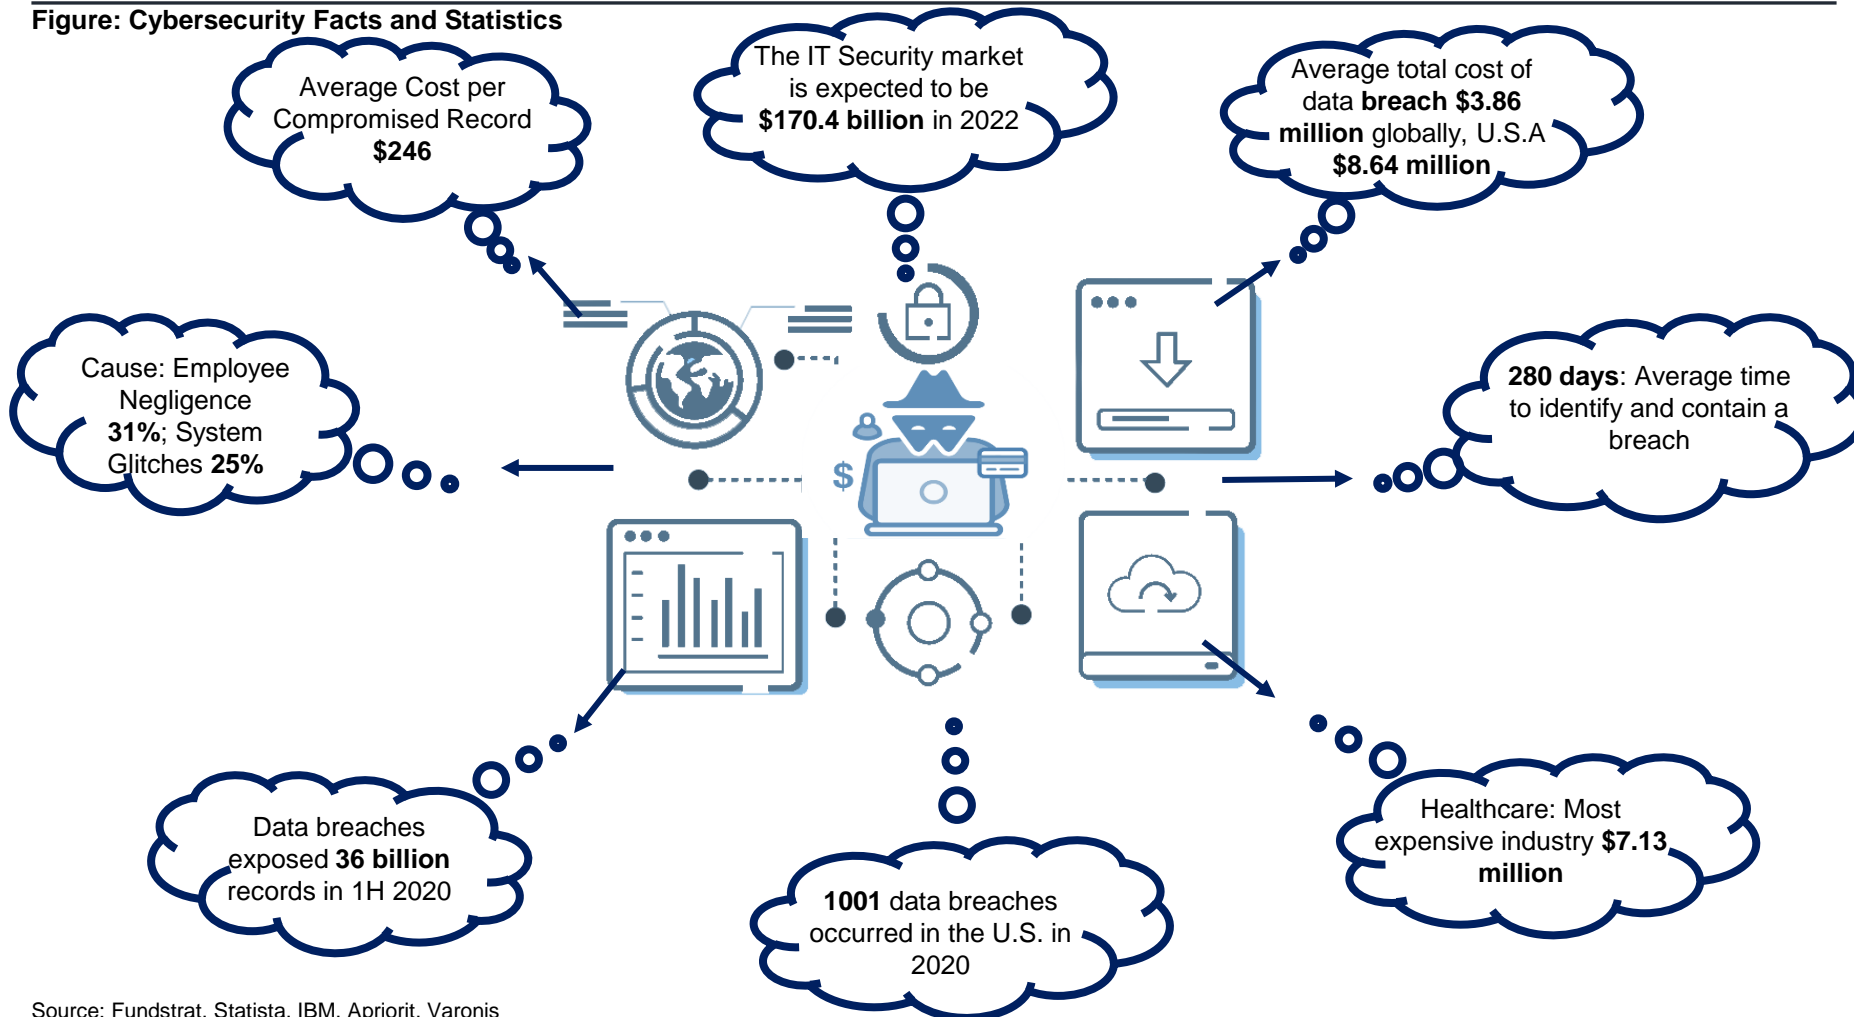 Figure: Cybersecurity Facts and Statistics
Average Cost per
Compromised Record
$246
The IT Security market
is expected to be
$170.4 billion in 2022
Average total cost of
data breach $3.86
million globally, U.S.A
$8.64 million
Cause: Employee
Negligence
31%; System
Glitches 25%
$
280 days: Average time
to identify and contain a
breach
Data breaches
exposed 36 billion
records in 1H 2020
1001 data breaches
occurred in the U.S. in
2020
Healthcare: Most
expensive industry $7.13
million
Source: Fundstrat, Statista, IBM, Apriorit, Varonis